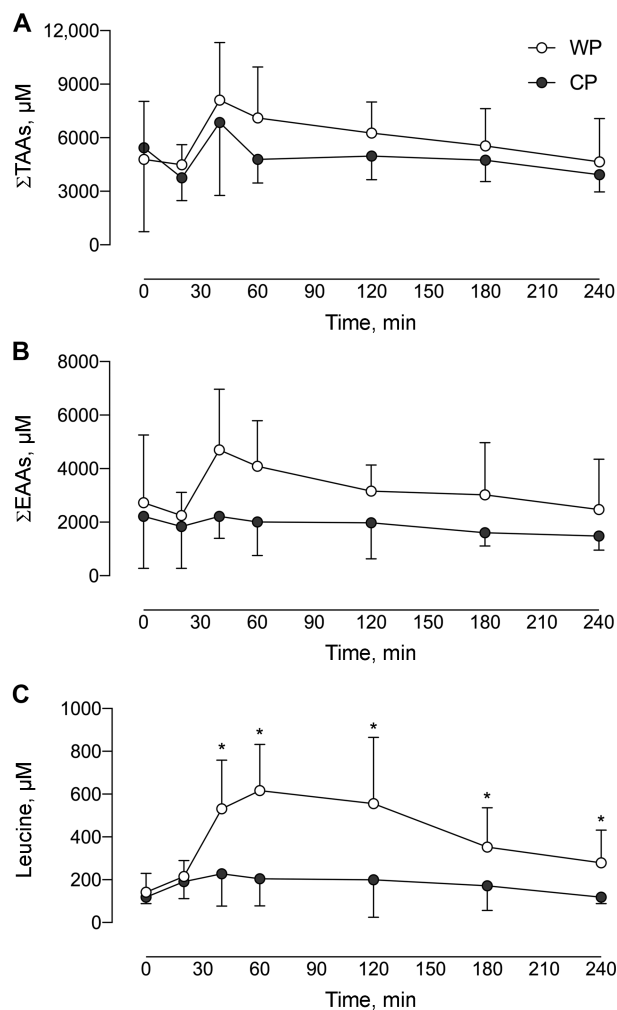 A
12,000
9000
6000
3000
0
ΣTAAs, µM
WP
CP
0 30 60 90 120 150 180 210 240
Time, min
B
8000
6000
4000
2000
0
ΣEAAs, µM
0 30 60 90 120 150 180 210 240
Time, min
C
1000
800
600
400
200
0
Leucine, µM
* * * * *
0 30 60 90 120 150 180 210 240
Time, min